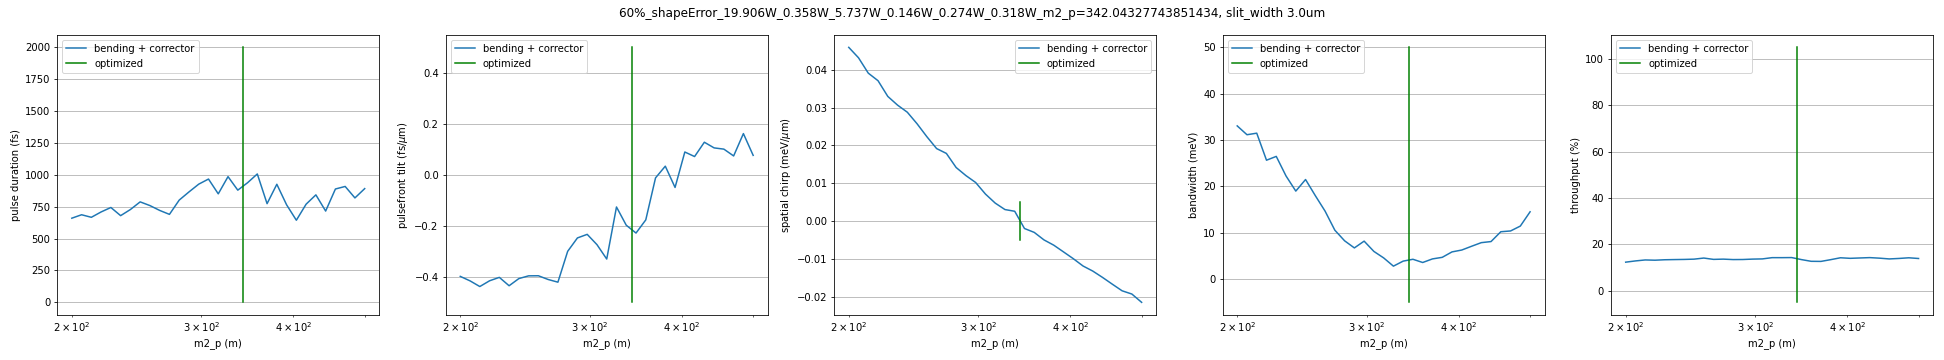 60%_shapeError_19.906W_0.358W_5.737W_0.146W_0.274W_0.318W_m2_p=342.04327743851434, slit_width 3.0um
pulse duration (fs)
2000
1750
1500
1250
1000
750
500
250
0
bending + corrector
optimized
2 × 10²
3 × 10²
4 × 10²
m2_p (m)
pulsefront tilt (fs/μm)
0.4
0.2
0.0
−0.2
−0.4
bending + corrector
optimized
2 × 10²
3 × 10²
4 × 10²
m2_p (m)
spatial chirp (meV/μm)
0.04
0.03
0.02
0.01
0.00
−0.01
−0.02
bending + corrector
optimized
2 × 10²
3 × 10²
4 × 10²
m2_p (m)
bandwidth (meV)
50
40
30
20
10
0
bending + corrector
optimized
2 × 10²
3 × 10²
4 × 10²
m2_p (m)
throughput (%)
100
80
60
40
20
0
bending + corrector
optimized
2 × 10²
3 × 10²
4 × 10²
m2_p (m)